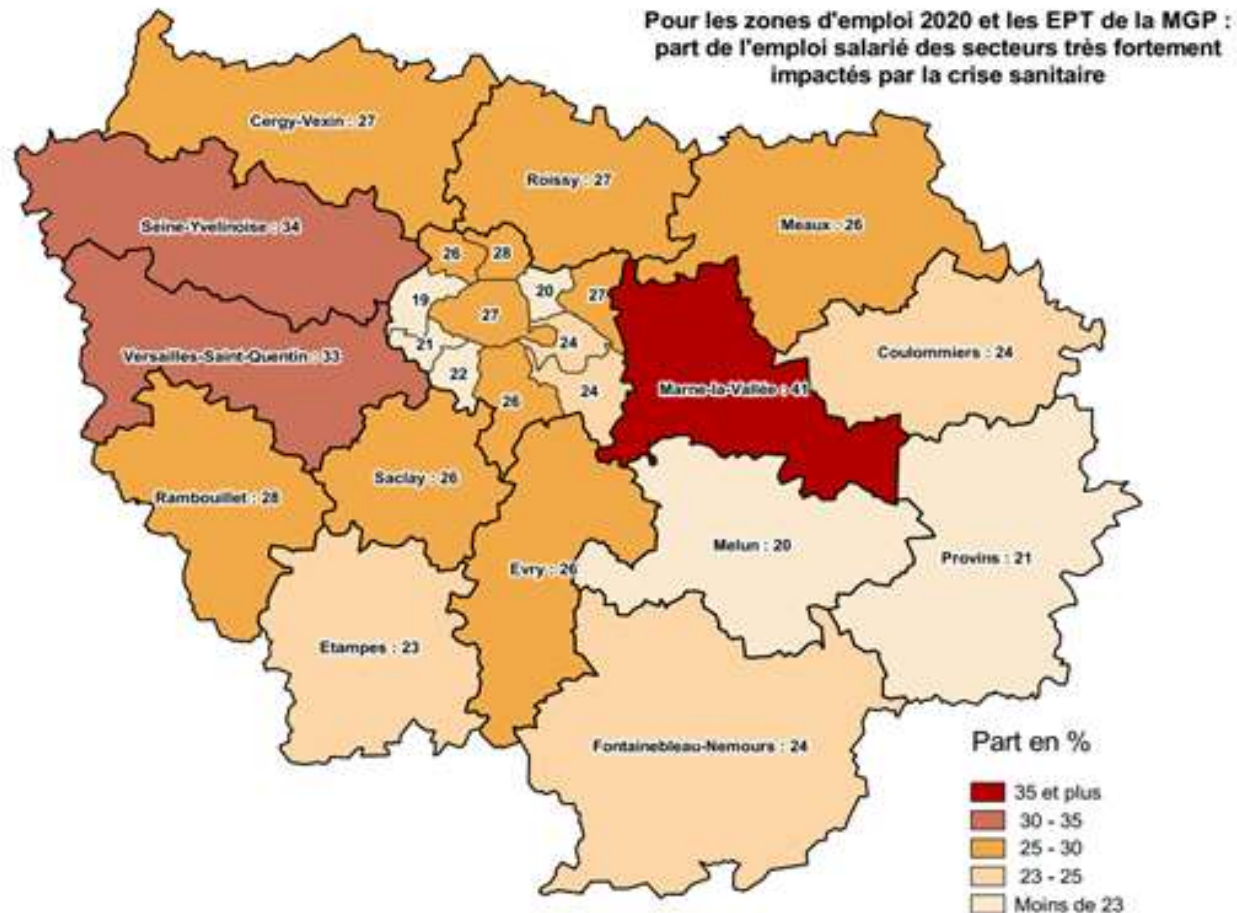 Pour les zones d'emploi 2020 et les EPT de la MGP :
part de l'emploi salarié des secteurs très fortement
impactés par la crise sanitaire
Cergy-Vexin : 27
Roissy : 27
Seine-Yvelinoise : 34
Meaux : 26
26
28
19
20
27
27
Versailles-Saint-Quentin : 33
21
24
Coulommiers : 24
22
24
Marne-la-Vallée : 41
26
Rambouillet : 28
Saclay : 26
Melun : 20
Provins : 21
Evry : 26
Etampes : 23
Fontainebleau-Nemours : 24
Part en %
35 et plus
30 - 35
25 - 30
23 - 25
Moins de 23